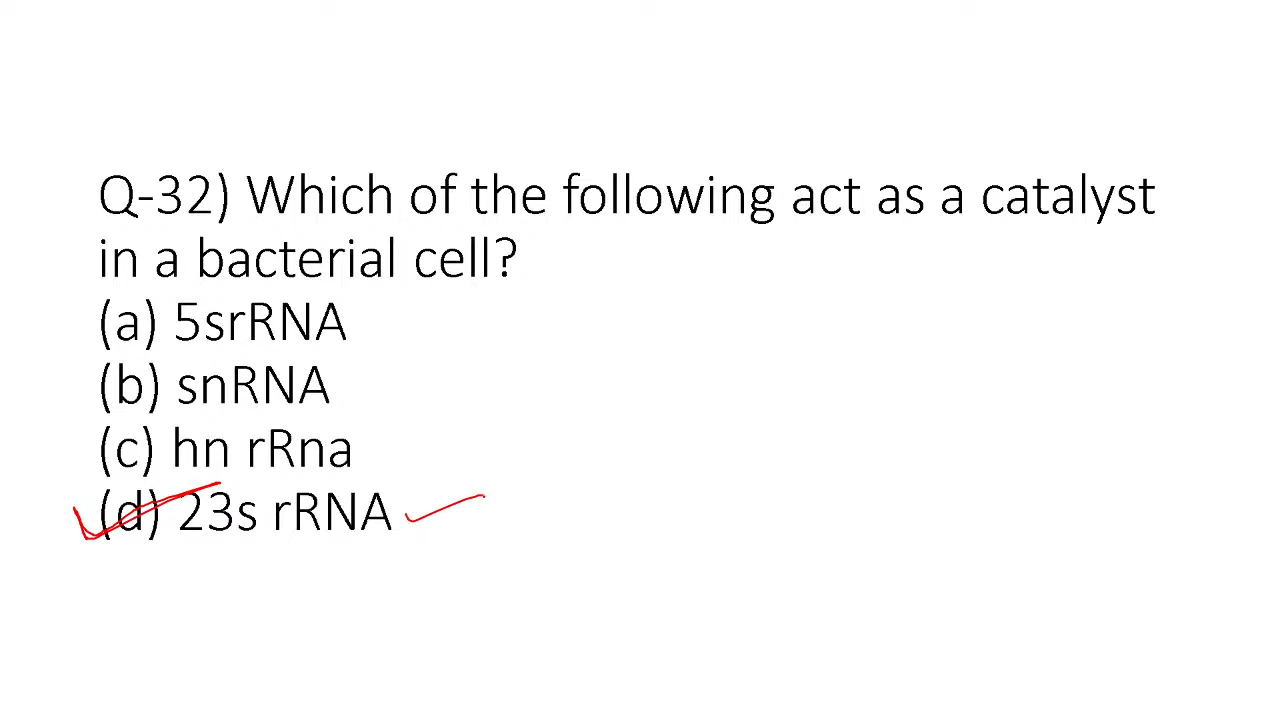 Q-32) Which of the following act as a catalyst
in a bacterial cell?
(a) 5srRNA
(b) snRNA
(c) hn rRna
(d) 23s rRNA